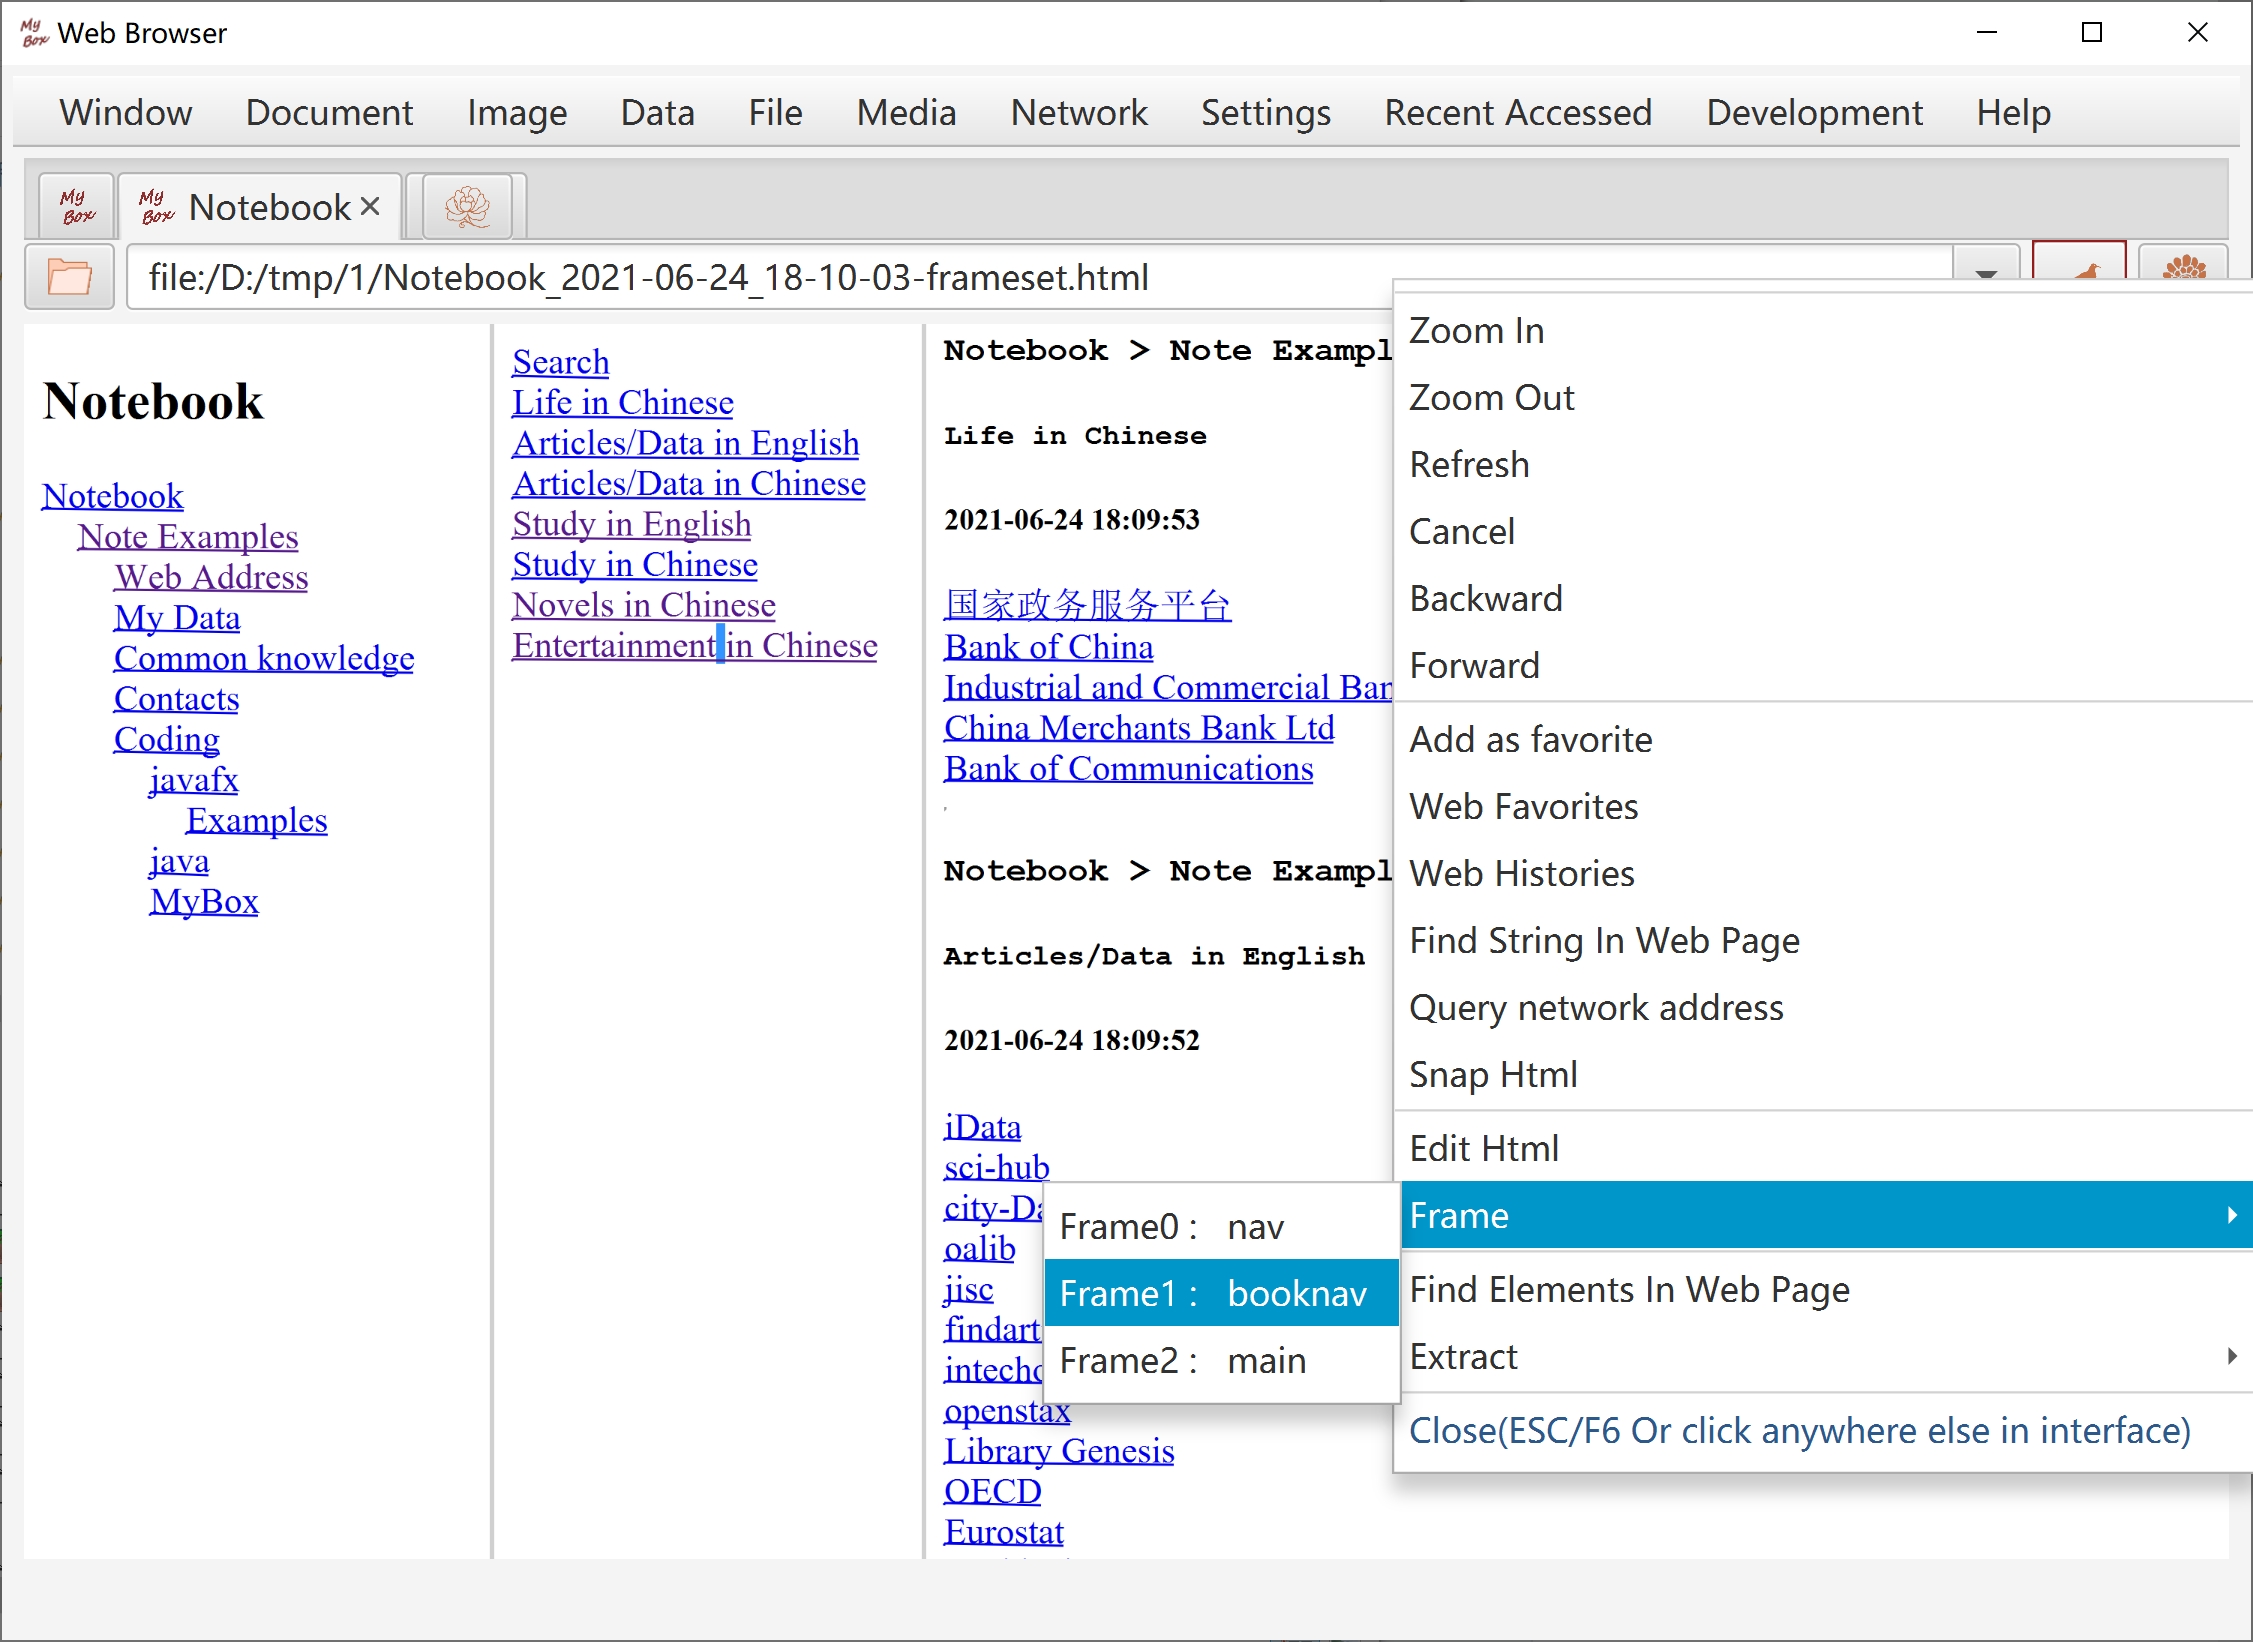 My Box Web Browser
Window Document Image Data File Media Network Settings Recent Accessed Development Help
My Box
My Box Notebook
file:/D:/tmp/1/Notebook_2021-06-24_18-10-03-frameset.html
Notebook
Notebook
Note Examples
Web Address
My Data
Common knowledge
Contacts
Coding
javafx
Examples
java
MyBox
Search
Life in Chinese
Articles/Data in English
Articles/Data in Chinese
Study in English
Study in Chinese
Novels in Chinese
Entertainment in Chinese
Notebook > Note Exampl
Life in Chinese
2021-06-24 18:09:53
国家政务服务平台
Bank of China
Industrial and Commercial Ban
China Merchants Bank Ltd
Bank of Communications
Notebook > Note Exampl
Articles/Data in English
2021-06-24 18:09:52
iData
sci-hub
city-Da
oalib
jisc
findart
intecho
openstax
Library Genesis
OECD
Eurostat
Zoom In
Zoom Out
Refresh
Cancel
Backward
Forward
Add as favorite
Web Favorites
Web Histories
Find String In Web Page
Query network address
Snap Html
Edit Html
Frame
Frame0 : nav
Frame1 : booknav
Frame2 : main
Find Elements In Web Page
Extract
Close(ESC/F6 Or click anywhere else in interface)